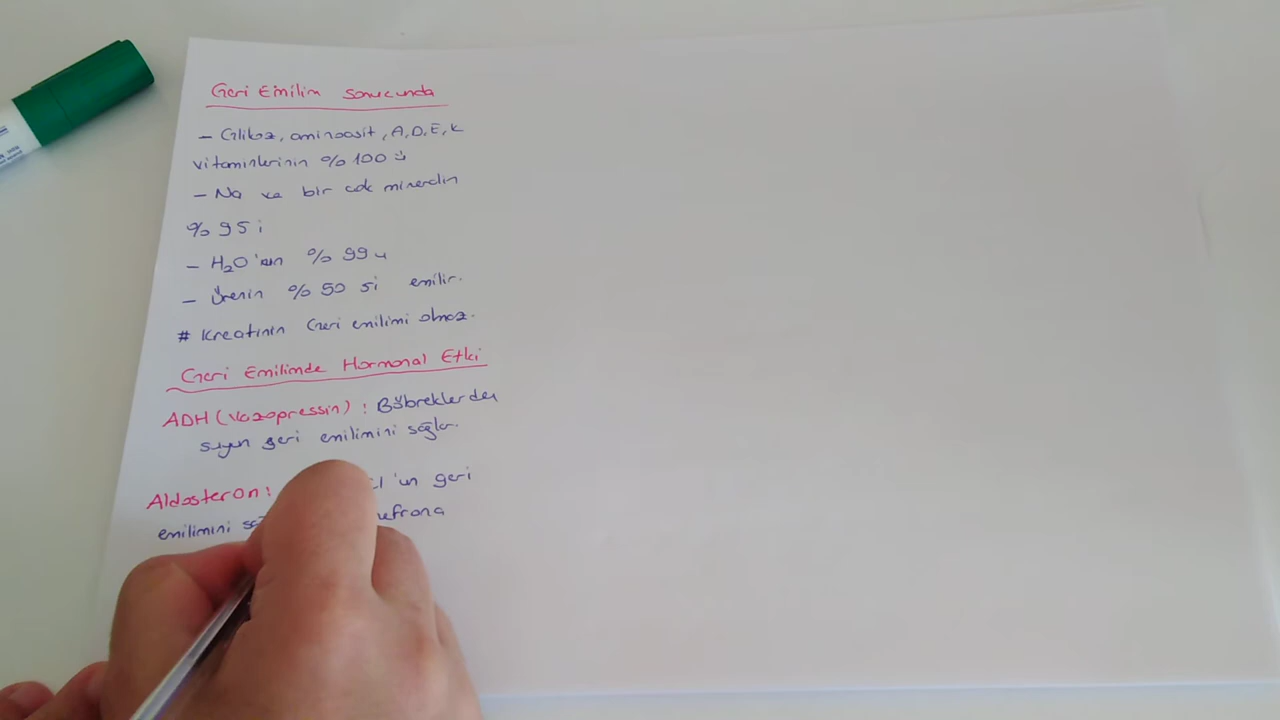 Geri Emilim Sonucunda
- Glikoz, aminoasit, A, D, E, K
vitaminlerinin %100 ü
- Na ve bir çok mineralin
%95 i
- H₂O'nun %99 u
- Ürenin %50 si emilir.
# Kreatinin Geri emilimi olmaz.
Geri Emilimde Hormonal Etki
ADH (Vazopressin) : Böbreklerden
suyun geri emilimini sağlar.
Aldosteron : 'un geri
emilimini nefrona